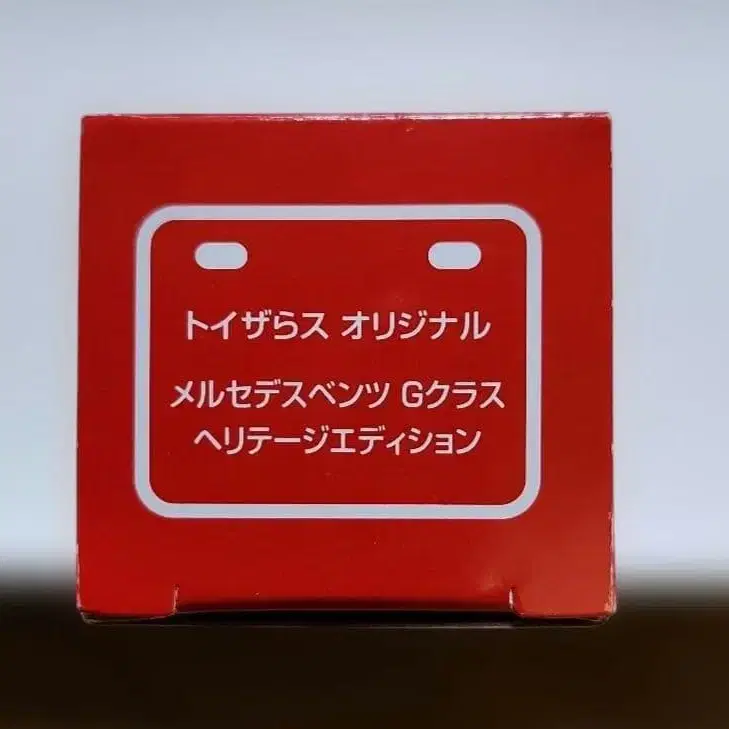 トイザらス オリジナル
メルセデスベンツ Gクラス
ヘリテージエディション